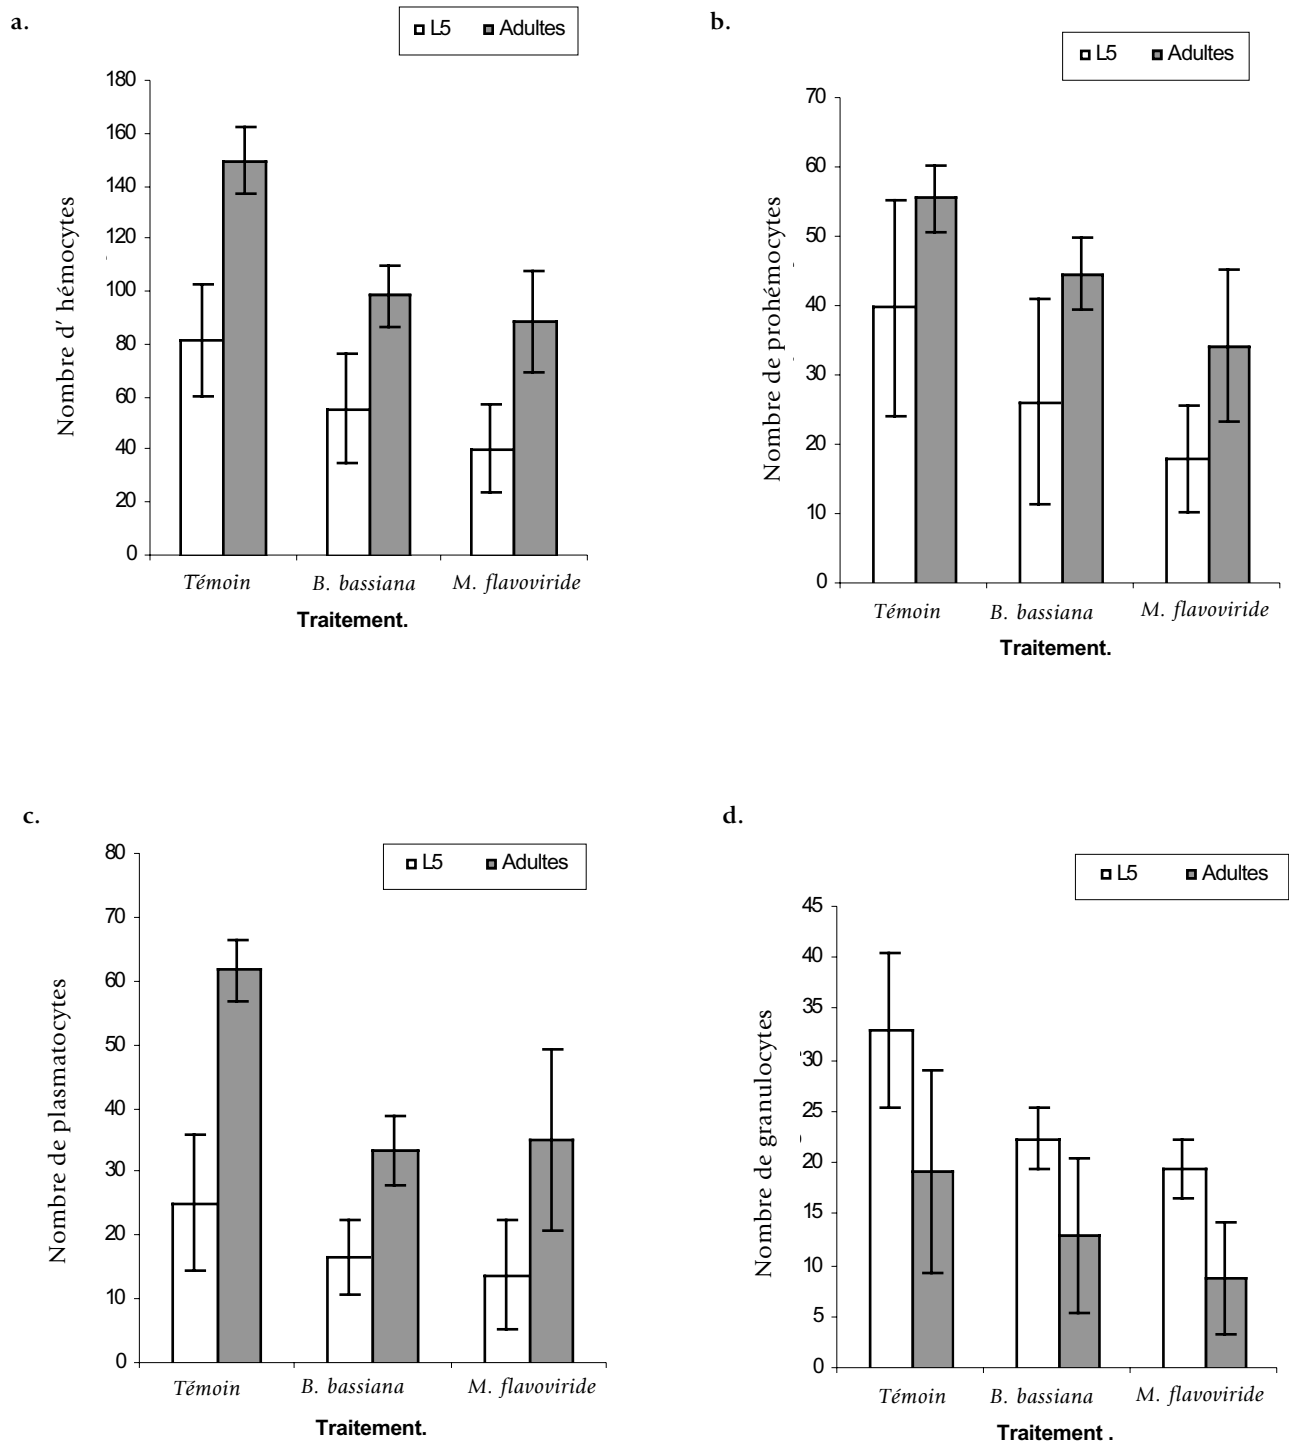 a.
L5 Adultes
180
160
140
120
100
80
60
40
20
0
Nombre d' hémocytes
Témoin B. bassiana M. flavoviride
Traitement.
b.
L5 Adultes
70
60
50
40
30
20
10
0
Nombre de prohémocytes
Témoin B. bassiana M. flavoviride
Traitement.
c.
L5 Adultes
80
70
60
50
40
30
20
10
0
Nombre de plasmatocytes
Témoin B. bassiana M. flavoviride
Traitement.
d.
L5 Adultes
45
40
35
30
25
20
15
10
5
0
Nombre de granulocytes
Témoin B. bassiana M. flavoviride
Traitement .